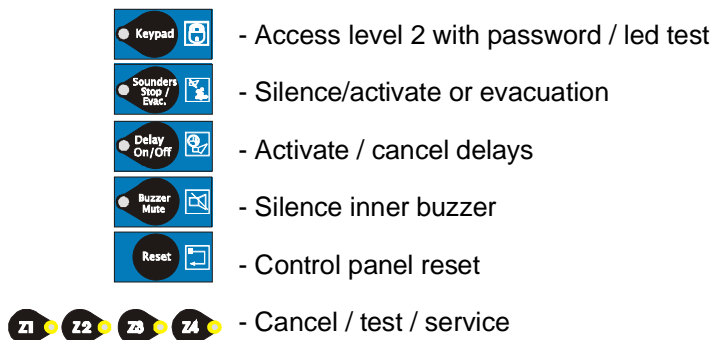 Keypad - Access level 2 with password / led test
Sounders
Stop /
Evac. - Silence/activate or evacuation
Delay
On/Off - Activate / cancel delays
Buzzer
Mute - Silence inner buzzer
Reset - Control panel reset
Z1 Z2 Z3 Z4 - Cancel / test / service